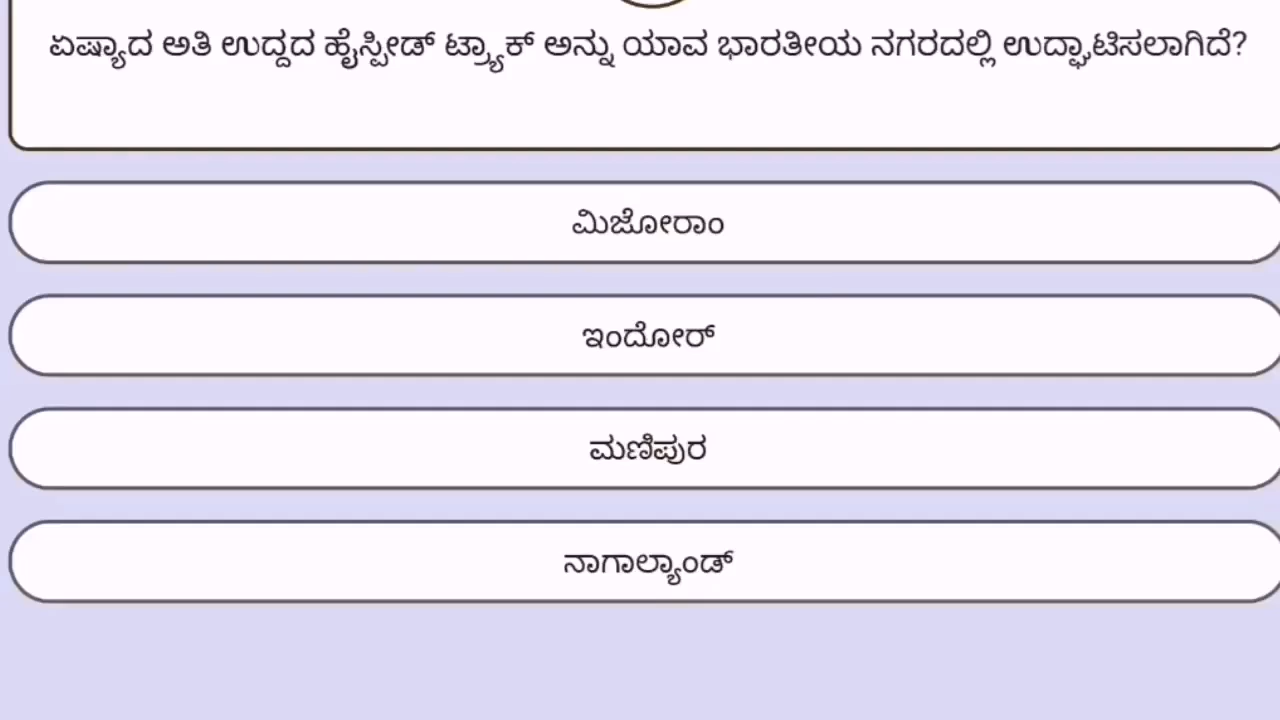 ಏಷ್ಯಾದ ಅತಿ ಉದ್ದದ ಹೈಸ್ಪೀಡ್ ಟ್ರ್ಯಾಕ್ ಅನ್ನು ಯಾವ ಭಾರತೀಯ ನಗರದಲ್ಲಿ ಉದ್ಘಾಟಿಸಲಾಗಿದೆ?
ಮಿಜೋರಾಂ
ಇಂದೋರ್
ಮಣಿಪುರ
ನಾಗಾಲ್ಯಾಂಡ್